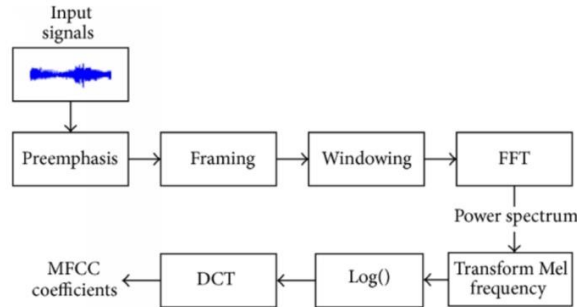 Input
signals
Preemphasis
Framing
Windowing
FFT
Power spectrum
Transform Mel
frequency
Log()
DCT
MFCC
coefficients